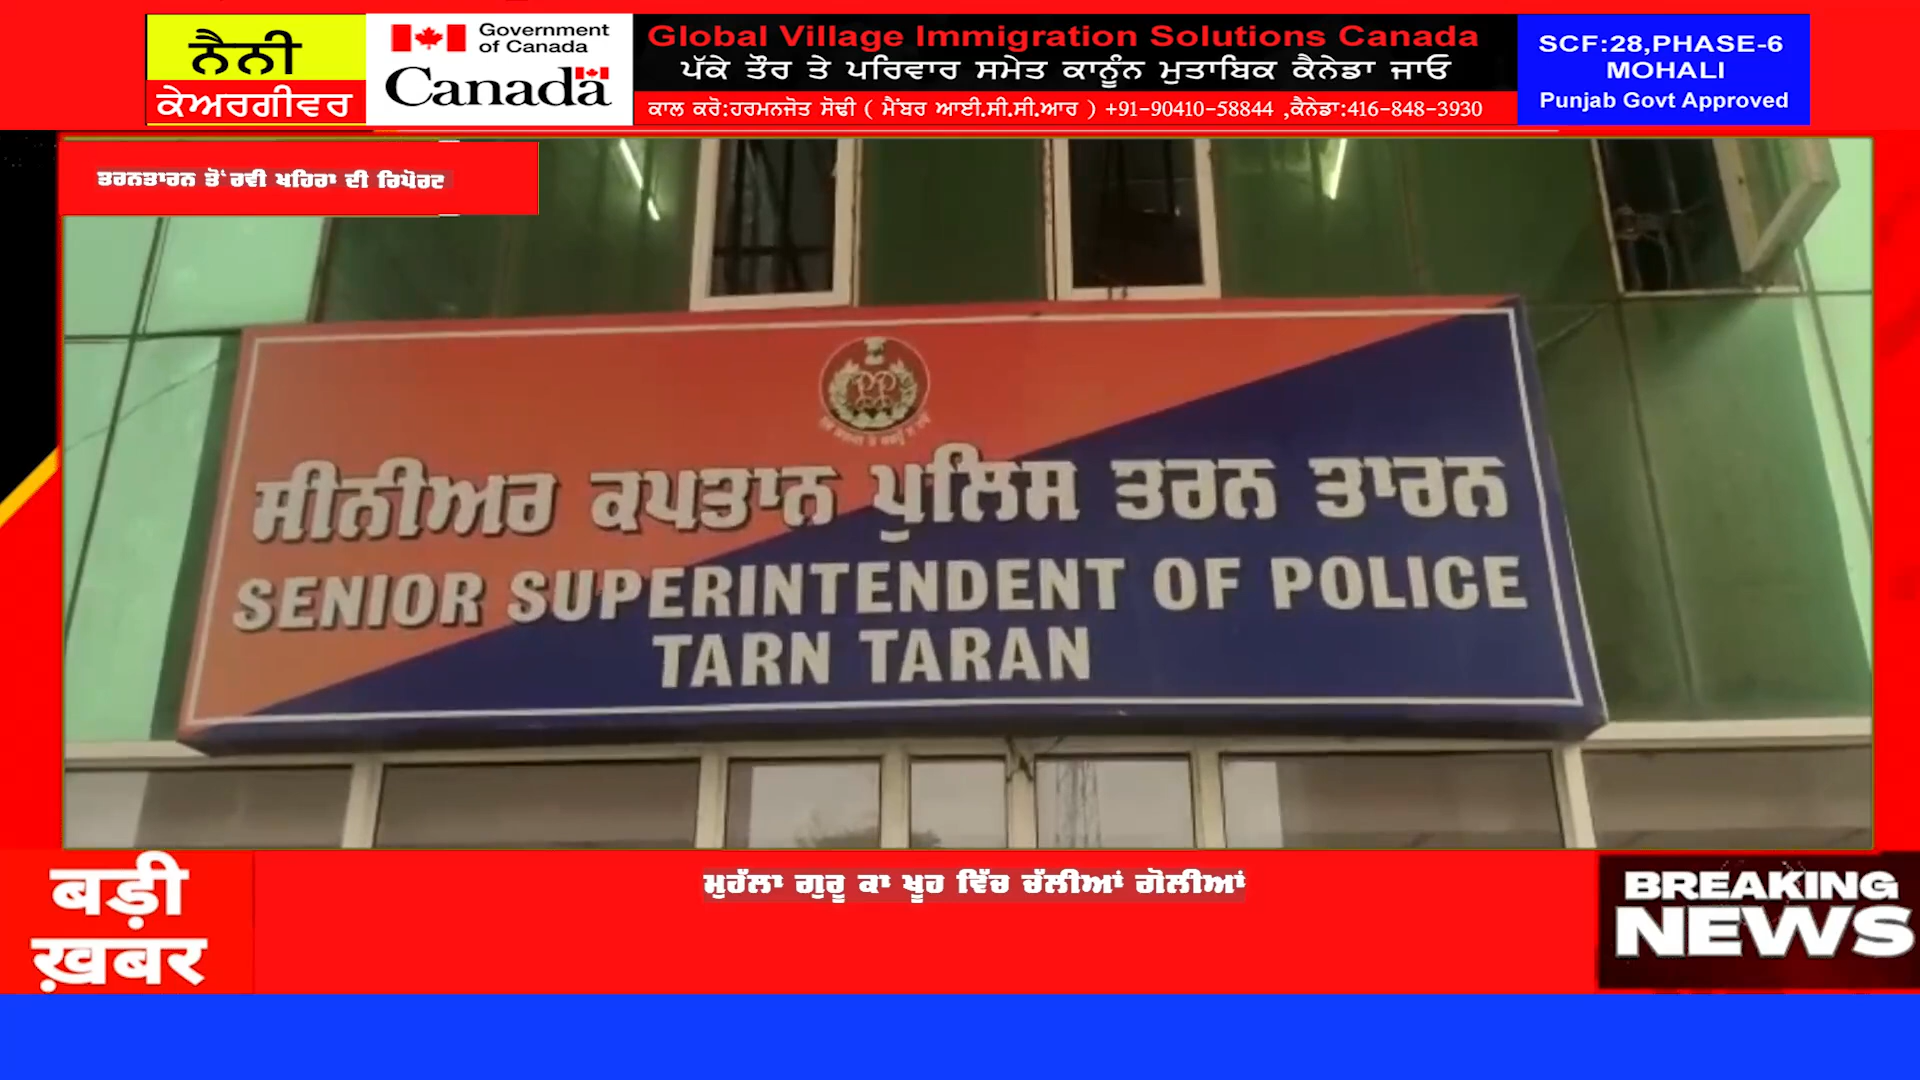 ਨੈਨੀ
ਕੇਅਰਗੀਵਰ
Government
of Canada
Canada
Global Village Immigration Solutions Canada
ਪੱਕੇ ਤੌਰ ਤੇ ਪਰਿਵਾਰ ਸਮੇਤ ਕਾਨੂੰਨ ਮੁਤਾਬਿਕ ਕੈਨੇਡਾ ਜਾਓ
ਕਾਲ ਕਰੋ:ਹਰਮਨਜੋਤ ਸੋਢੀ ( ਮੈਂਬਰ ਆਈ.ਸੀ.ਸੀ.ਆਰ ) +91-90410-58844 ,ਕੈਨੇਡਾ:416-848-3930
SCF:28,PHASE-6
MOHALI
Punjab Govt Approved
ਤਰਨਤਾਰਨ ਤੋਂ ਰਵੀ ਖਹਿਰਾ ਦੀ ਰਿਪੋਰਟ
ਸੀਨੀਅਰ ਕਪਤਾਨ ਪੁਲਿਸ ਤਰਨ ਤਾਰਨ
SENIOR SUPERINTENDENT OF POLICE
TARN TARAN
ਬੜੀ
ਖ਼ਬਰ
ਮੁਹੱਲਾ ਗੁਰੂ ਕਾ ਖੂਹ ਵਿੱਚ ਚੱਲੀਆਂ ਗੋਲੀਆਂ
BREAKING
NEWS